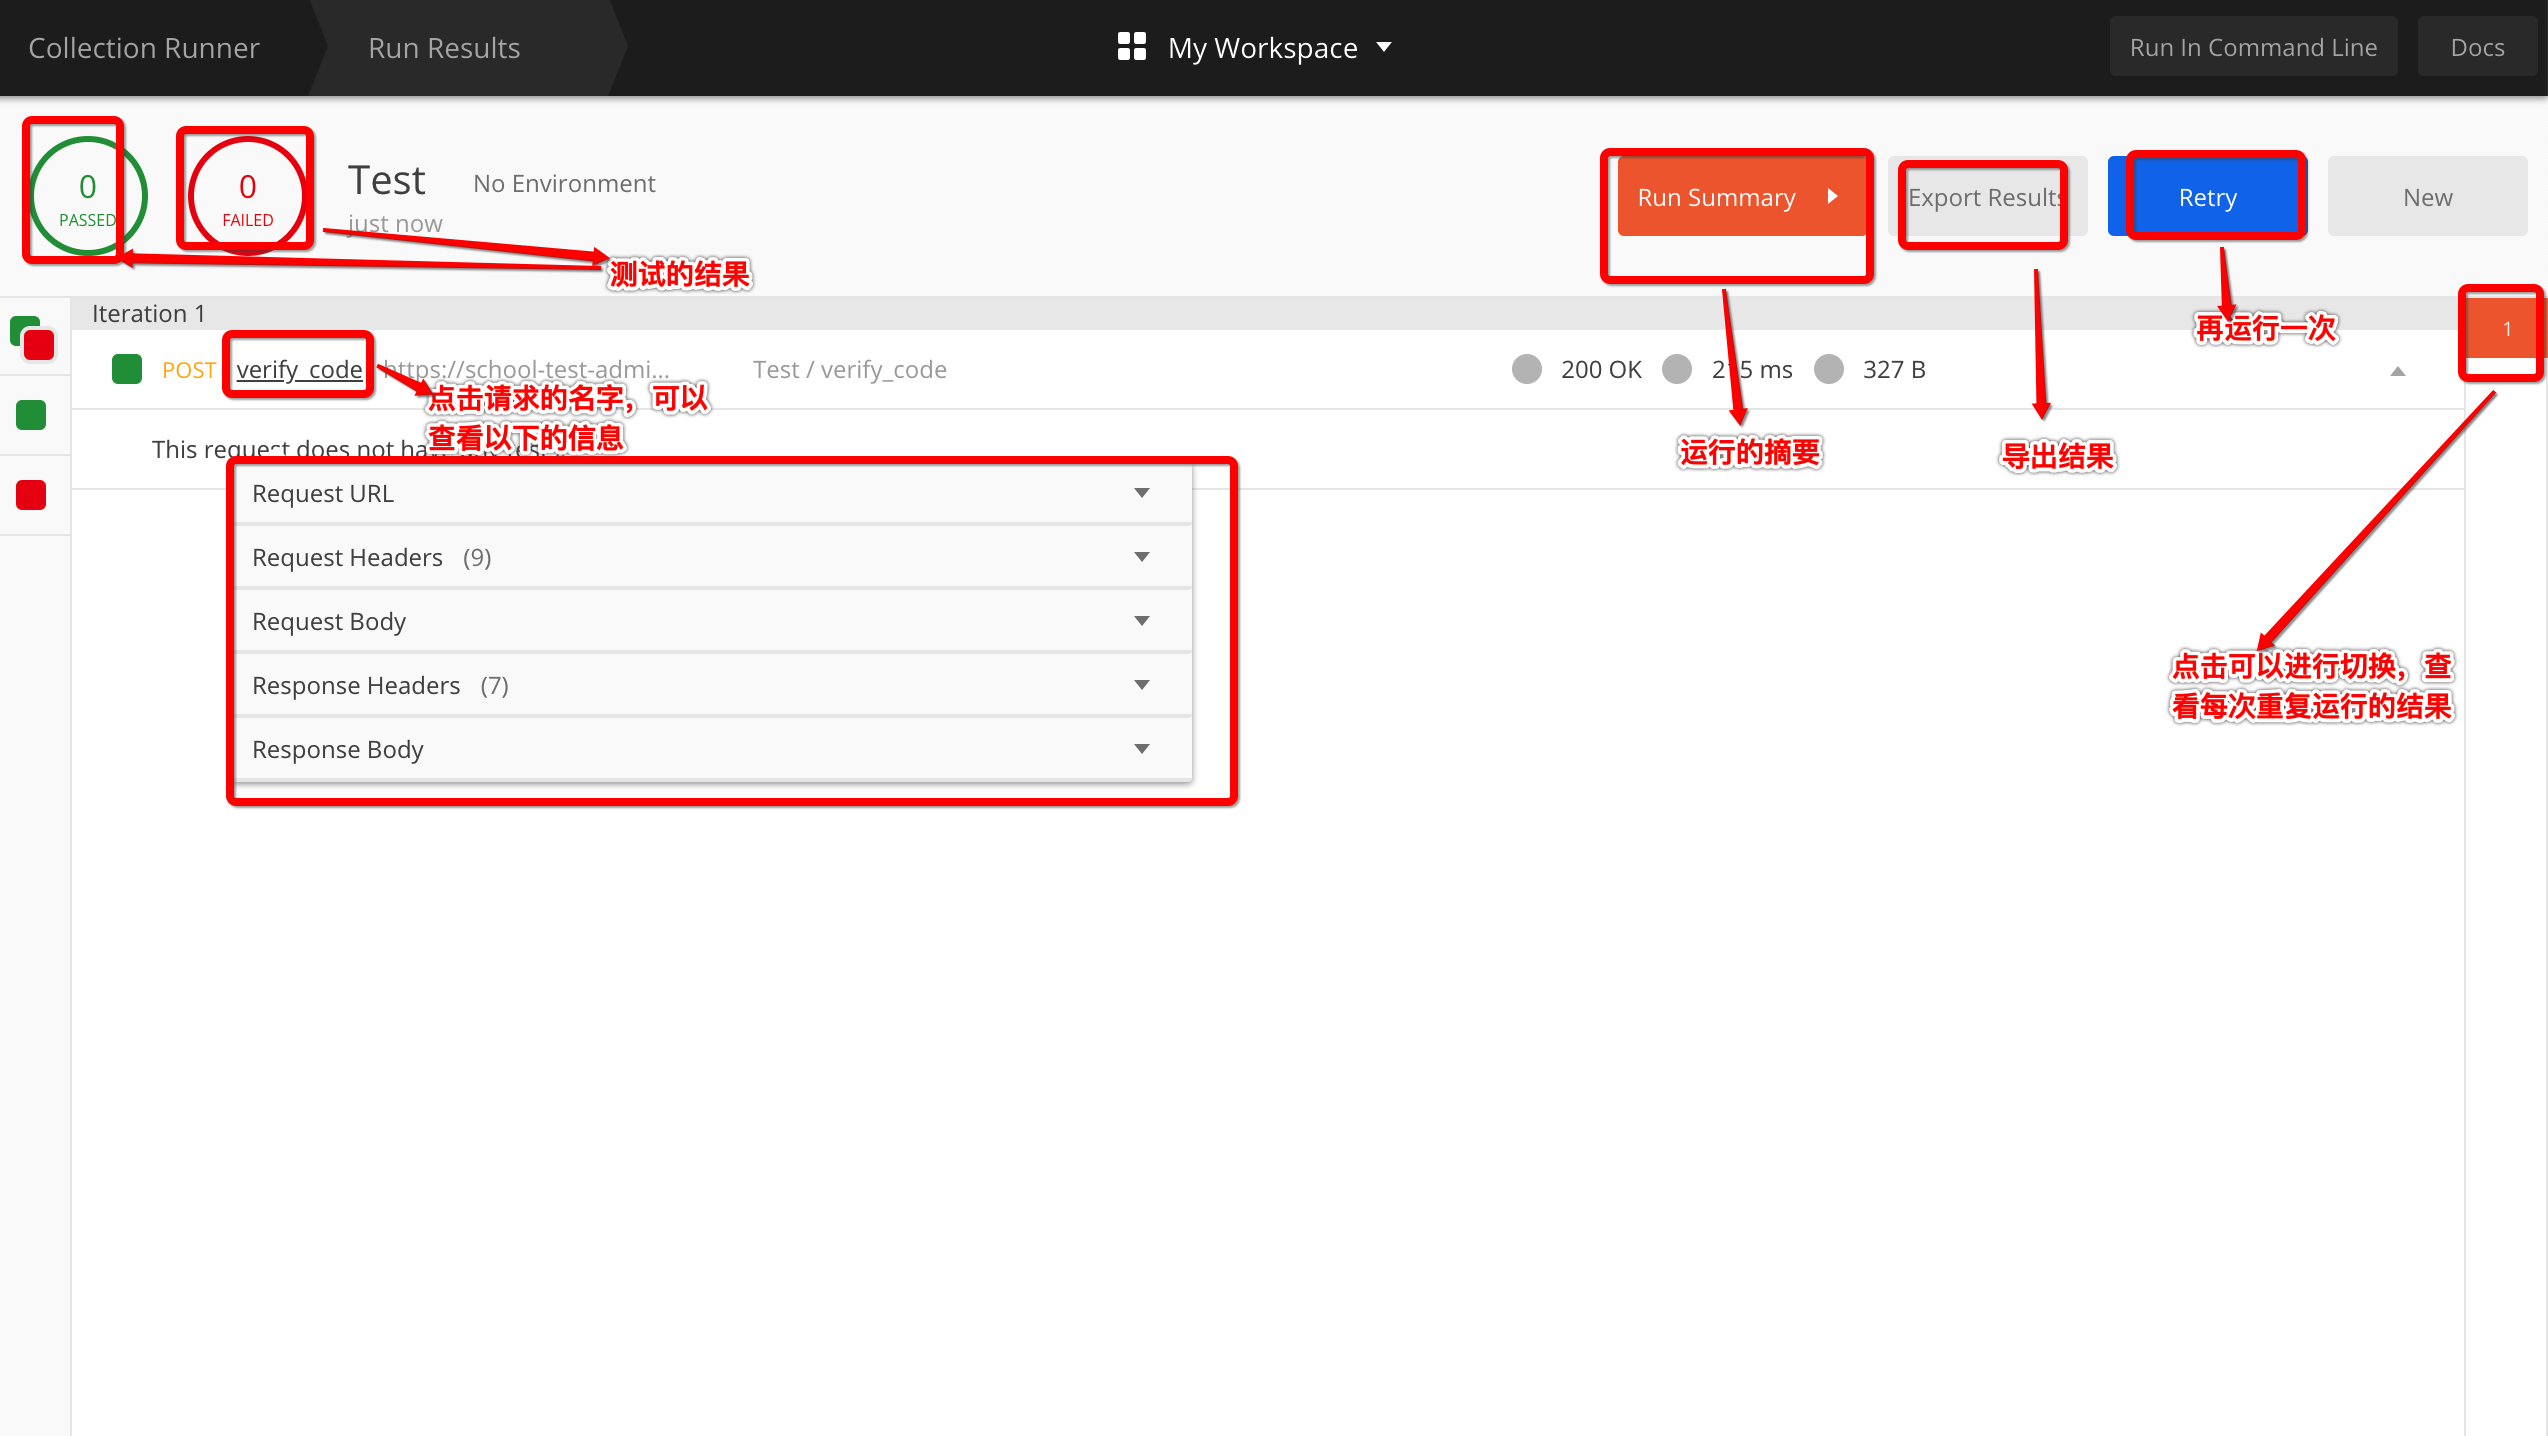 Collection Runner
Run Results
My Workspace
Run In Command Line
Docs
0
PASSED
0
FAILED
Test
No Environment
just now
Run Summary
Export Results
Retry
New
测试的结果
再运行一次
Iteration 1
1
POST
verify_code
https://school-test-admi...
Test / verify_code
200 OK
ms
327 B
点击请求的名字，可以
查看以下的信息
运行的摘要
导出结果
This request does not
Request URL
Request Headers (9)
Request Body
Response Headers (7)
Response Body
点击可以进行切换，查
看每次重复运行的结果